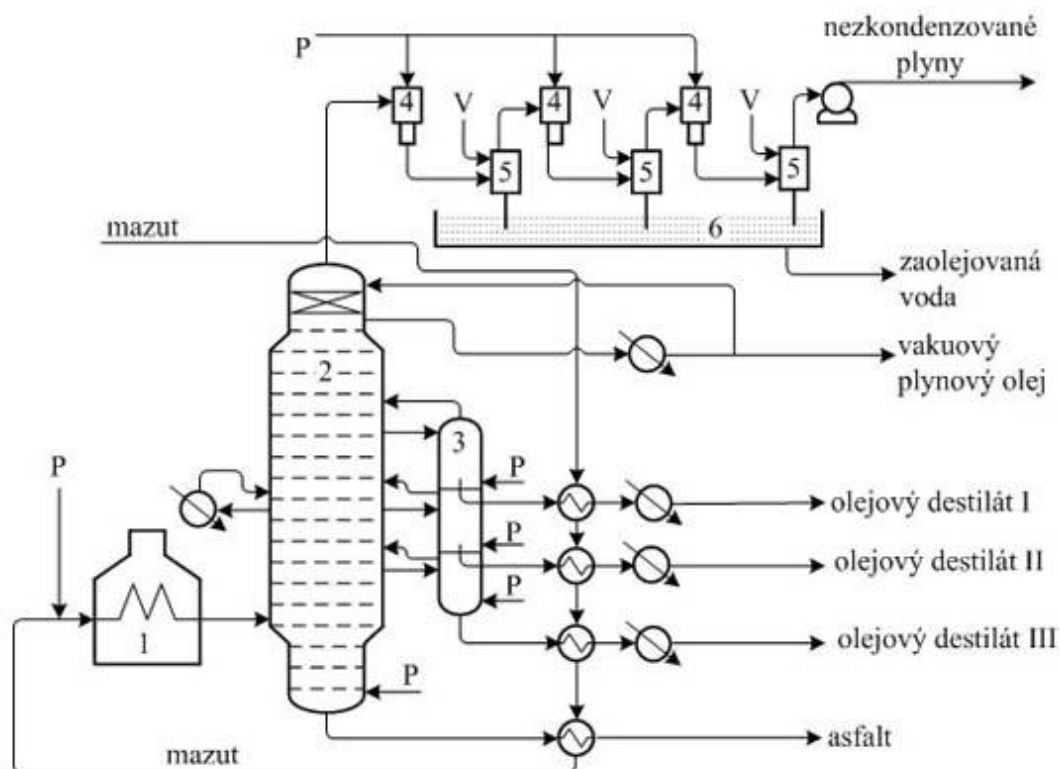 nezkondenzované
plyny
P
4
4
4
V
V
V
5
5
5
6
mazut
zaolejovaná
voda
vakuový
plynový olej
2
3
P
P
olejový destilát I
P
olejový destilát II
P
olejový destilát III
1
P
asfalt
mazut